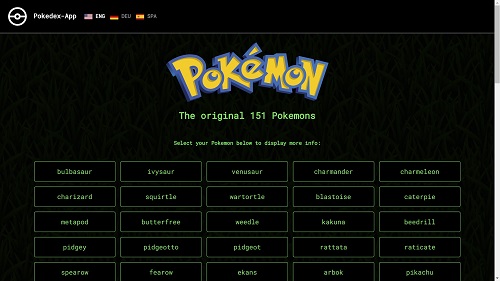 Pokedex-App ENG DEU SPA
POKéMON
The original 151 Pokemons
Select your Pokemon below to display more info:
bulbasaur ivysaur venusaur charmander charmeleon
charizard squirtle wartortle blastoise caterpie
metapod butterfree weedle kakuna beedrill
pidgey pidgeotto pidgeot rattata raticate
spearow fearow ekans arbok pikachu